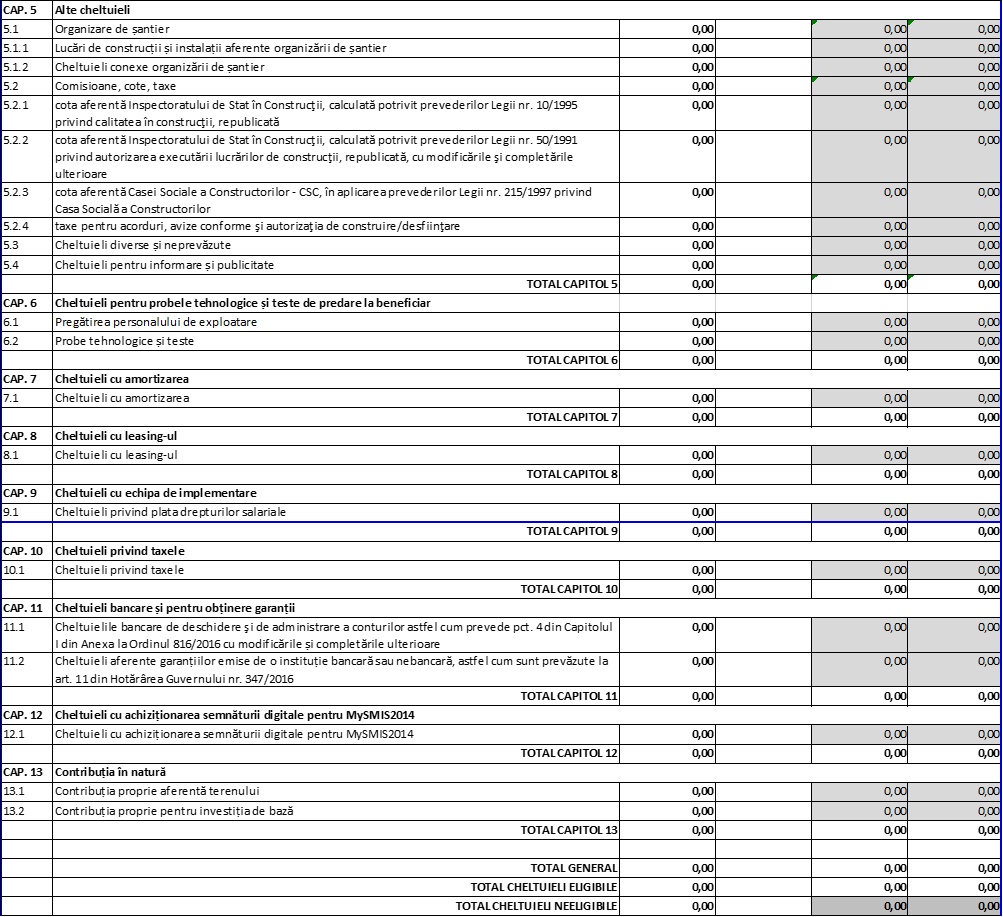 CAP. 5 Alte cheltuieli
5.1 Organizare de șantier 0,00 0,00 0,00
5.1.1 Lucări de construcții și instalații aferente organizării de șantier 0,00 0,00 0,00
5.1.2 Cheltuieli conexe organizării de șantier 0,00 0,00 0,00
5.2 Comisioane, cote, taxe 0,00 0,00 0,00
5.2.1 cota aferentă Inspectoratului de Stat în Construcţii, calculată potrivit prevederilor Legii nr. 10/1995 0,00 0,00 0,00
privind calitatea în construcţii, republicată
5.2.2 cota aferentă Inspectoratului de Stat în Construcţii, calculată potrivit prevederilor Legii nr. 50/1991 0,00 0,00 0,00
privind autorizarea executării lucrărilor de construcţii, republicată, cu modificările şi completările
ulterioare
5.2.3 cota aferentă Casei Sociale a Constructorilor - CSC, în aplicarea prevederilor Legii nr. 215/1997 privind 0,00 0,00 0,00
Casa Socială a Constructorilor
5.2.4 taxe pentru acorduri, avize conforme şi autorizaţia de construire/desfiinţare 0,00 0,00 0,00
5.3 Cheltuieli diverse și neprevăzute 0,00 0,00 0,00
5.4 Cheltuieli pentru informare și publicitate 0,00 0,00 0,00
TOTAL CAPITOL 5 0,00 0,00 0,00
CAP. 6 Cheltuieli pentru probele tehnologice și teste de predare la beneficiar
6.1 Pregătirea personalului de exploatare 0,00 0,00 0,00
6.2 Probe tehnologice și teste 0,00 0,00 0,00
TOTAL CAPITOL 6 0,00 0,00 0,00
CAP. 7 Cheltuieli cu amortizarea
7.1 Cheltuieli cu amortizarea 0,00 0,00 0,00
TOTAL CAPITOL 7 0,00 0,00 0,00
CAP. 8 Cheltuieli cu leasing-ul
8.1 Cheltuieli cu leasing-ul 0,00 0,00 0,00
TOTAL CAPITOL 8 0,00 0,00 0,00
CAP. 9 Cheltuieli cu echipa de implementare
9.1 Cheltuieli privind plata drepturilor salariale 0,00 0,00 0,00
TOTAL CAPITOL 9 0,00 0,00 0,00
CAP. 10 Cheltuieli privind taxele
10.1 Cheltuieli privind taxele 0,00 0,00 0,00
TOTAL CAPITOL 10 0,00 0,00 0,00
CAP. 11 Cheltuieli bancare și pentru obținere garanții
11.1 Cheltuielile bancare de deschidere şi de administrare a conturilor astfel cum prevede pct. 4 din Capitolul 0,00 0,00 0,00
I din Anexa la Ordinul 816/2016 cu modificările și completările ulterioare
11.2 Cheltuieli aferente garanțiilor emise de o instituție bancară sau nebancară, astfel cum sunt prevăzute la 0,00 0,00 0,00
art. 11 din Hotărârea Guvernului nr. 347/2016
TOTAL CAPITOL 11 0,00 0,00 0,00
CAP. 12 Cheltuieli cu achiziționarea semnăturii digitale pentru MySMIS2014
12.1 Cheltuieli cu achiziționarea semnăturii digitale pentru MySMIS2014 0,00 0,00 0,00
TOTAL CAPITOL 12 0,00 0,00 0,00
CAP. 13 Contribuția în natură
13.1 Contribuția proprie aferentă terenului 0,00 0,00 0,00
13.2 Contribuția proprie pentru investiția de bază 0,00 0,00 0,00
TOTAL CAPITOL 13 0,00 0,00 0,00
TOTAL GENERAL 0,00 0,00 0,00
TOTAL CHELTUIELI ELIGIBILE 0,00 0,00 0,00
TOTAL CHELTUIELI NEELIGIBILE 0,00 0,00 0,00